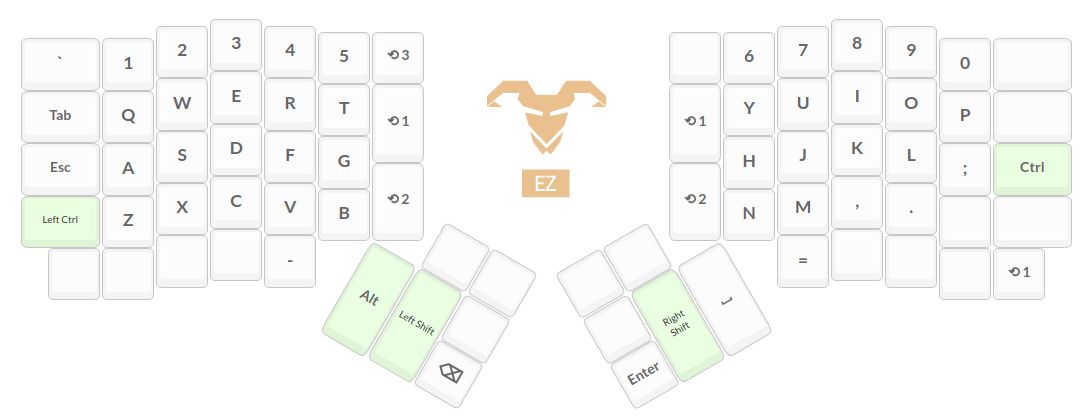 ` 1 2 3 4 5 ⟲3
6 7 8 9 0
Tab Q W E R T ⟲1
⟲1 Y U I O P
Esc A S D F G
H J K L ; Ctrl
Left Ctrl Z X C V B ⟲2
⟲2 N M , .
-
= ⟲1
EZ
Alt
Left Shift
Right
Shift
Enter